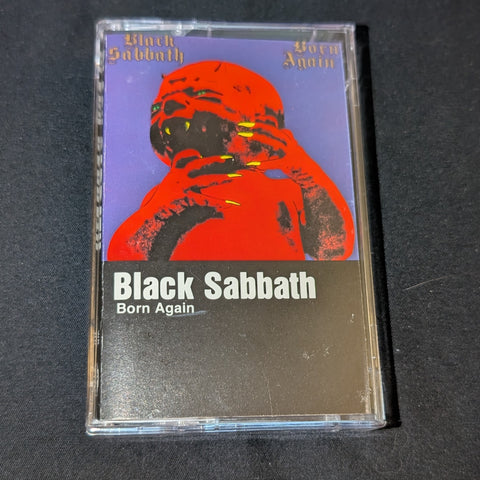 Black
Sabbath
Born
Again
Black Sabbath
Born Again